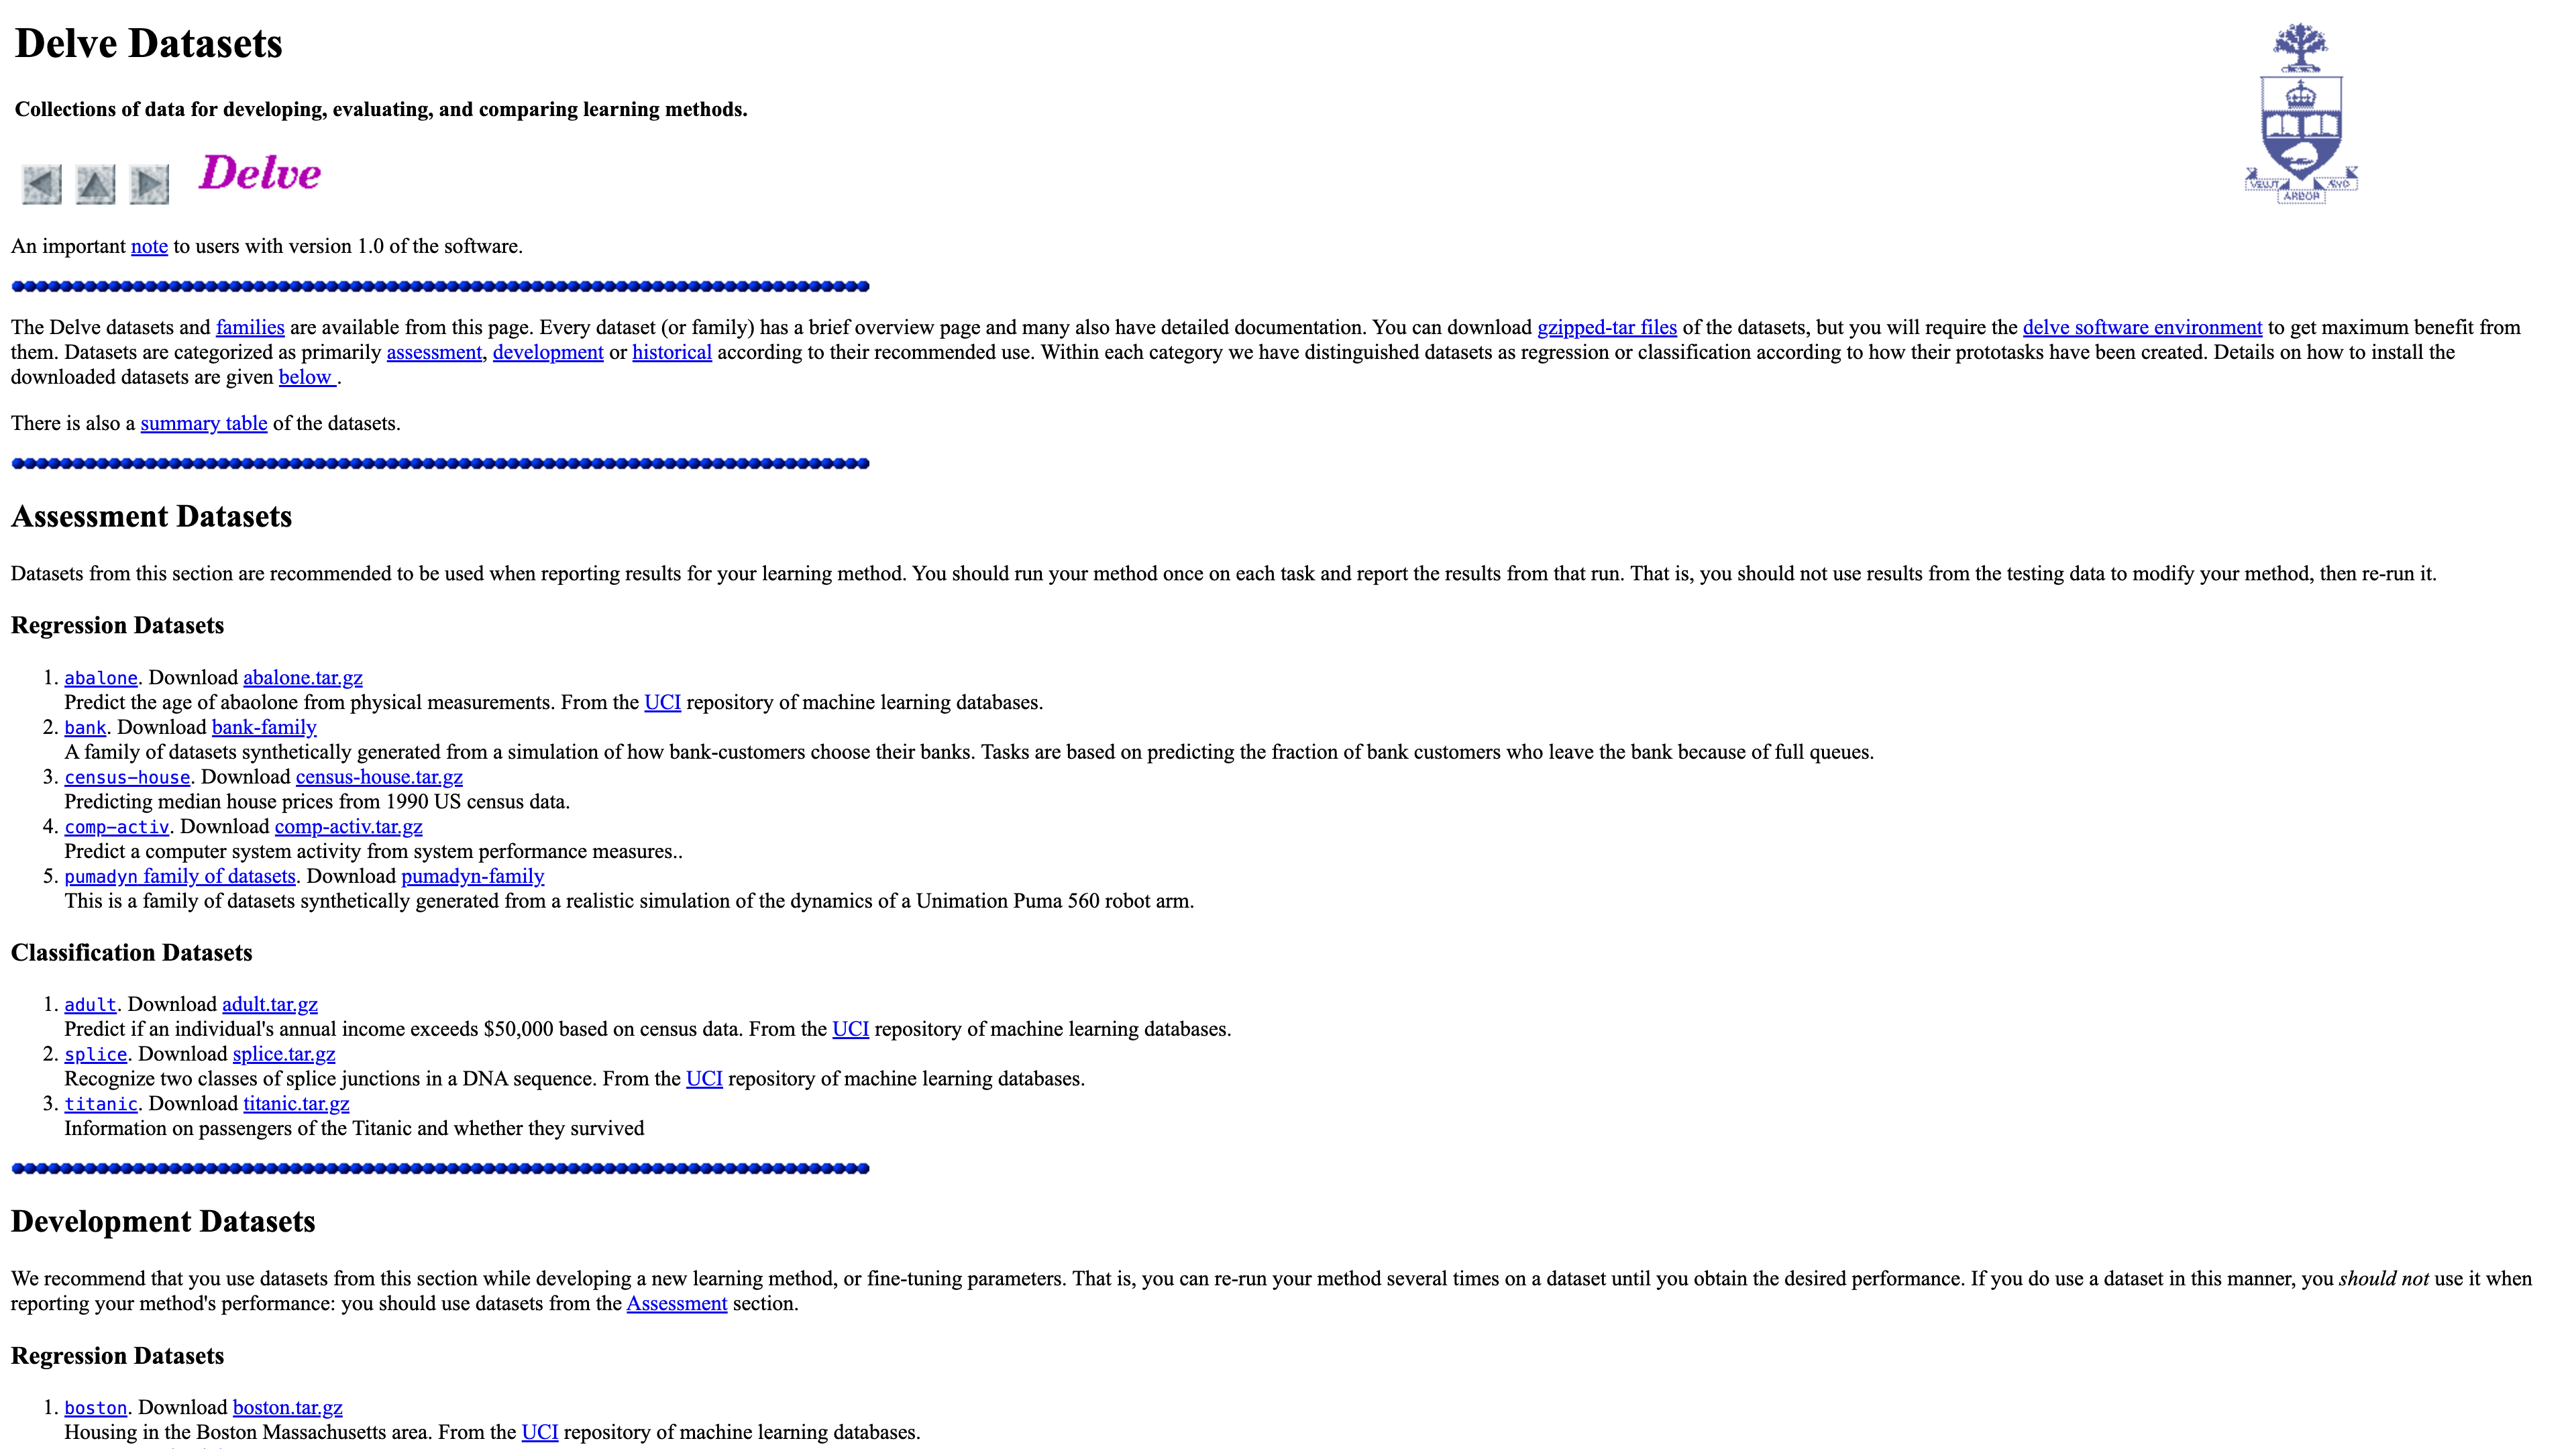 Delve Datasets
Collections of data for developing, evaluating, and comparing learning methods.
Delve
VELUT ARBOR ÆVO
An important note to users with version 1.0 of the software.
The Delve datasets and families are available from this page. Every dataset (or family) has a brief overview page and many also have detailed documentation. You can download gzipped-tar files of the datasets, but you will require the delve software environment to get maximum benefit from
them. Datasets are categorized as primarily assessment, development or historical according to their recommended use. Within each category we have distinguished datasets as regression or classification according to how their prototasks have been created. Details on how to install the
downloaded datasets are given below .
There is also a summary table of the datasets.
Assessment Datasets
Datasets from this section are recommended to be used when reporting results for your learning method. You should run your method once on each task and report the results from that run. That is, you should not use results from the testing data to modify your method, then re-run it.
Regression Datasets
1. abalone. Download abalone.tar.gz
Predict the age of abaolone from physical measurements. From the UCI repository of machine learning databases.
2. bank. Download bank-family
A family of datasets synthetically generated from a simulation of how bank-customers choose their banks. Tasks are based on predicting the fraction of bank customers who leave the bank because of full queues.
3. census-house. Download census-house.tar.gz
Predicting median house prices from 1990 US census data.
4. comp-activ. Download comp-activ.tar.gz
Predict a computer system activity from system performance measures..
5. pumadyn family of datasets. Download pumadyn-family
This is a family of datasets synthetically generated from a realistic simulation of the dynamics of a Unimation Puma 560 robot arm.
Classification Datasets
1. adult. Download adult.tar.gz
Predict if an individual's annual income exceeds $50,000 based on census data. From the UCI repository of machine learning databases.
2. splice. Download splice.tar.gz
Recognize two classes of splice junctions in a DNA sequence. From the UCI repository of machine learning databases.
3. titanic. Download titanic.tar.gz
Information on passengers of the Titanic and whether they survived
Development Datasets
We recommend that you use datasets from this section while developing a new learning method, or fine-tuning parameters. That is, you can re-run your method several times on a dataset until you obtain the desired performance. If you do use a dataset in this manner, you should not use it when
reporting your method's performance: you should use datasets from the Assessment section.
Regression Datasets
1. boston. Download boston.tar.gz
Housing in the Boston Massachusetts area. From the UCI repository of machine learning databases.